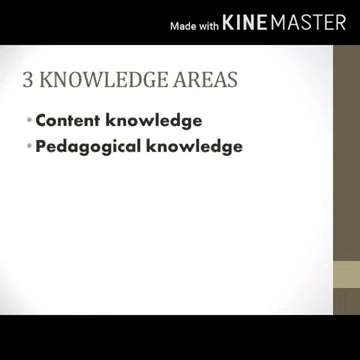 Made with KINEMASTER
3 KNOWLEDGE AREAS
• Content knowledge
• Pedagogical knowledge